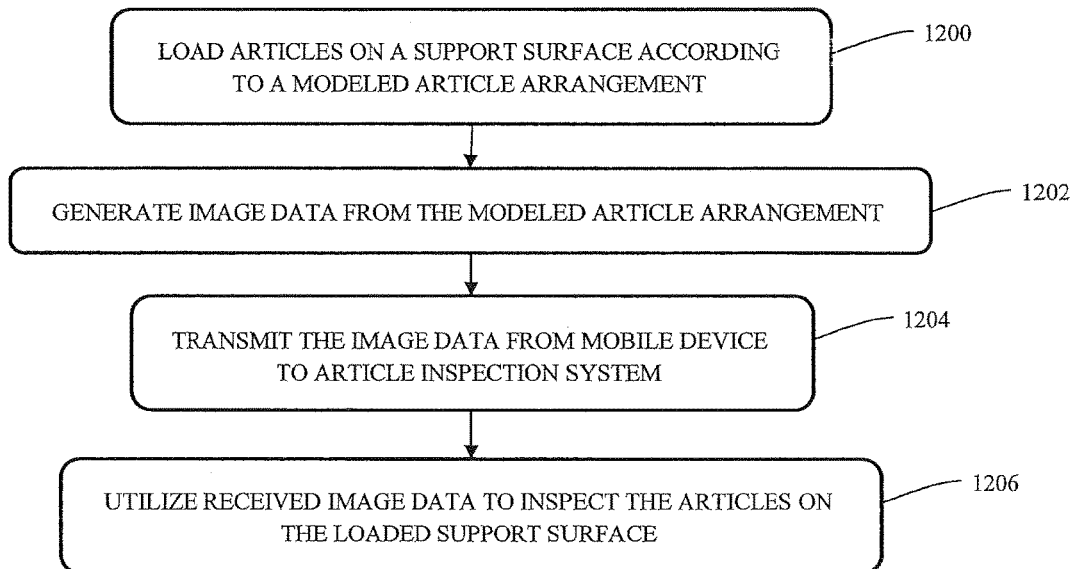 LOAD ARTICLES ON A SUPPORT SURFACE ACCORDING
TO A MODELED ARTICLE ARRANGEMENT
1200
GENERATE IMAGE DATA FROM THE MODELED ARTICLE ARRANGEMENT
1202
TRANSMIT THE IMAGE DATA FROM MOBILE DEVICE
TO ARTICLE INSPECTION SYSTEM
1204
UTILIZE RECEIVED IMAGE DATA TO INSPECT THE ARTICLES ON
THE LOADED SUPPORT SURFACE
1206